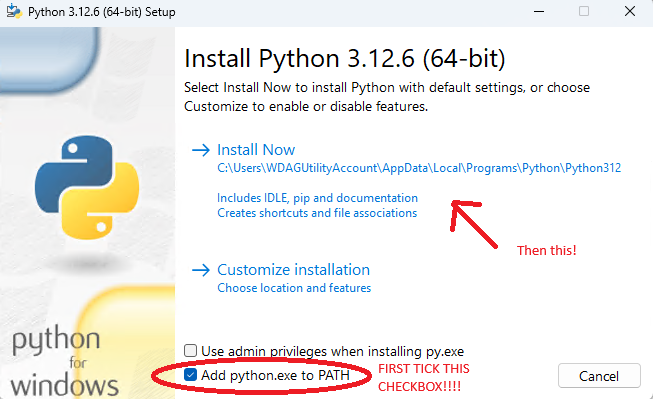 Python 3.12.6 (64-bit) Setup
Install Python 3.12.6 (64-bit)
Select Install Now to install Python with default settings, or choose
Customize to enable or disable features.
Install Now
C:\Users\WDAGUtilityAccount\AppData\Local\Programs\Python\Python312
Includes IDLE, pip and documentation
Creates shortcuts and file associations
Then this!
Customize installation
Choose location and features
Use admin privileges when installing py.exe
Add python.exe to PATH
FIRST TICK THIS
CHECKBOX!!!!
Cancel
python
for
windows